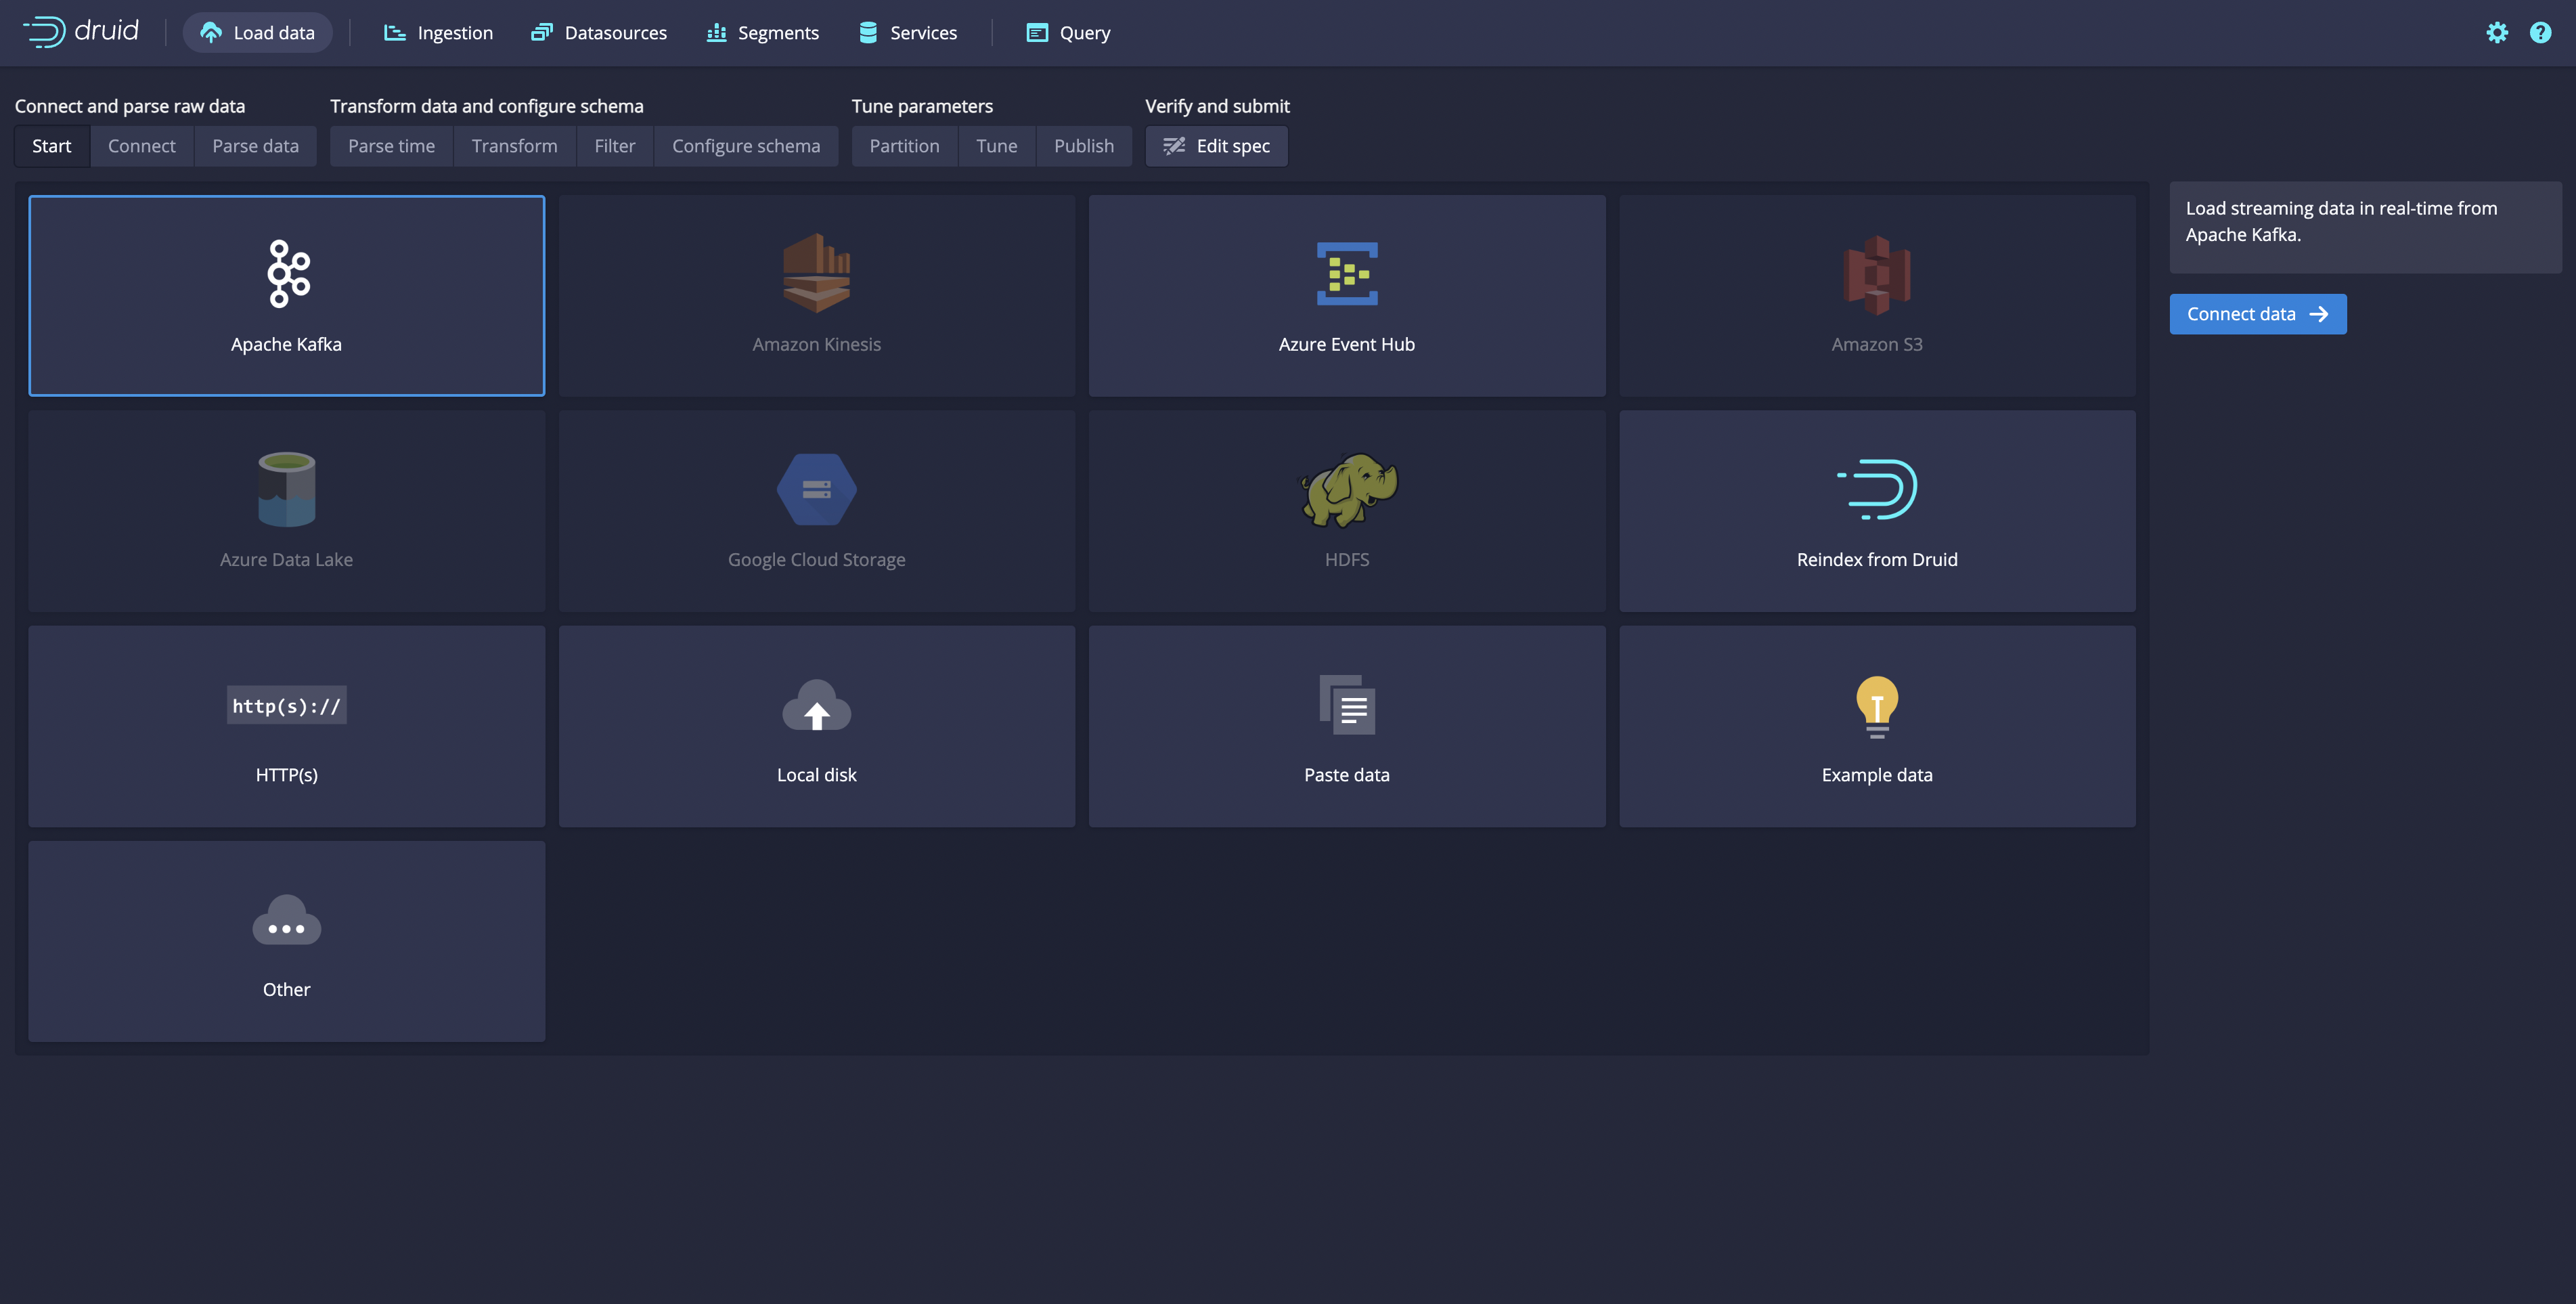 druid
Load data
Ingestion
Datasources
Segments
Services
Query
Connect and parse raw data
Transform data and configure schema
Tune parameters
Verify and submit
Start
Connect
Parse data
Parse time
Transform
Filter
Configure schema
Partition
Tune
Publish
Edit spec
Apache Kafka
Amazon Kinesis
Azure Event Hub
Amazon S3
Load streaming data in real-time from
Apache Kafka.
Connect data
Azure Data Lake
Google Cloud Storage
HDFS
Reindex from Druid
http(s)://
HTTP(s)
Local disk
Paste data
Example data
Other